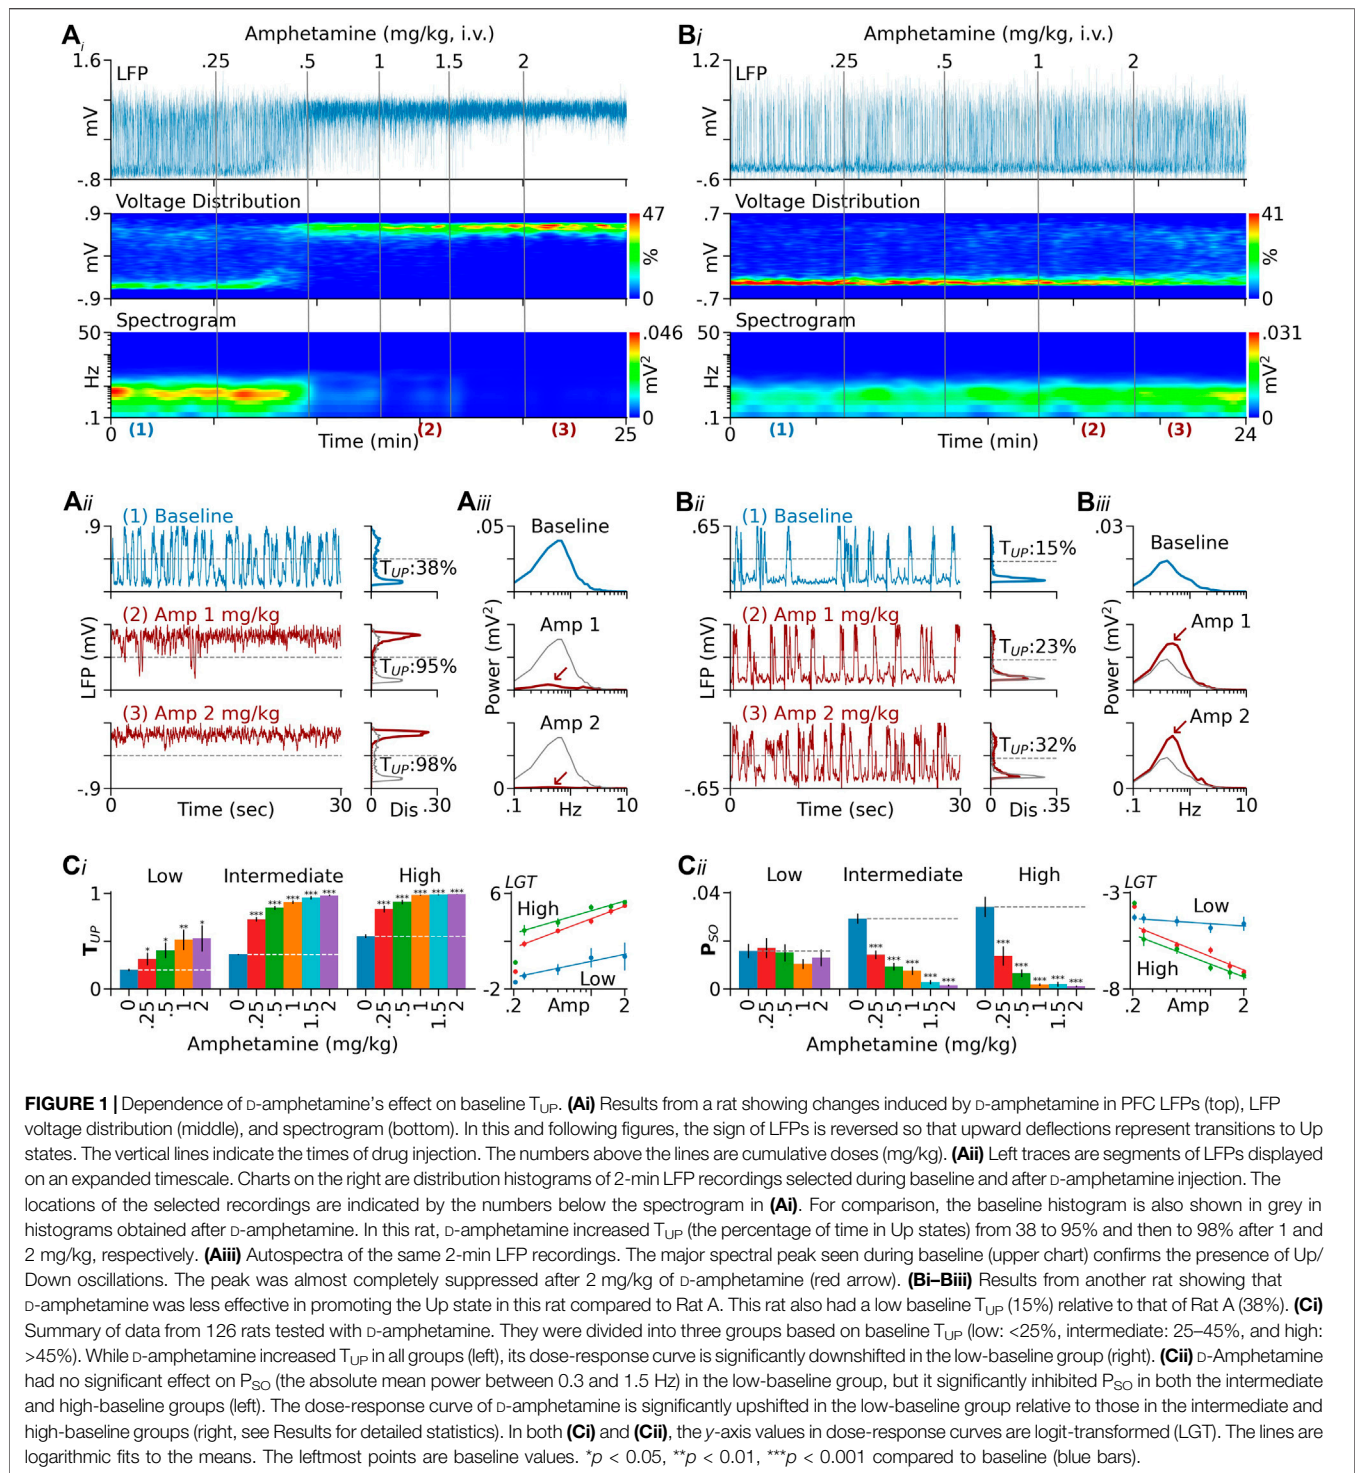 Ai
Amphetamine (mg/kg, i.v.)
.25 .5 1 1.5 2
1.6
LFP
mV
-.8
Voltage Distribution
.9
mV
-.9
47
%
0
Spectrogram
50
Hz
.1
.046
mV²
0
0 (1) Time (min) (2) (3) 25
Bi
Amphetamine (mg/kg, i.v.)
.25 .5 1 2
1.2
LFP
mV
-.6
Voltage Distribution
.7
mV
-.7
41
%
0
Spectrogram
50
Hz
.1
.031
mV²
0
0 (1) Time (min) (2) (3) 24
Aii
(1) Baseline
.9
TUP:38%
(2) Amp 1 mg/kg
LFP (mV)
TUP:95%
(3) Amp 2 mg/kg
TUP:98%
-.9
0 Time (sec) 30
0 Dis .30
Aiii
.05
Baseline
Amp 1
Power (mV²)
Amp 2
0
.1 Hz 10
Bii
(1) Baseline
.65
TUP:15%
(2) Amp 1 mg/kg
LFP (mV)
TUP:23%
(3) Amp 2 mg/kg
TUP:32%
-.65
0 Time (sec) 30
0 Dis .35
Biii
.03
Baseline
Amp 1
Power (mV²)
Amp 2
0
.1 Hz 10
Ci
Low Intermediate High
1
TUP
0
* * ** *
*** *** *** *** ***
*** *** *** *** ***
0 .25 .5 1 2
0 .25 .5 1 1.5 2
0 .25 .5 1 1.5 2
Amphetamine (mg/kg)
LGT
6
High
Low
-2
.2 Amp 2
Cii
Low Intermediate High
.04
PSO
0
*** *** *** *** ***
*** *** *** *** ***
0 .25 .5 1 2
0 .25 .5 1 1.5 2
0 .25 .5 1 1.5 2
Amphetamine (mg/kg)
LGT
-3
Low
High
-8
.2 Amp 2
FIGURE 1 | Dependence of D-amphetamine's effect on baseline TUP. (Ai) Results from a rat showing changes induced by D-amphetamine in PFC LFPs (top), LFP
voltage distribution (middle), and spectrogram (bottom). In this and following figures, the sign of LFPs is reversed so that upward deflections represent transitions to Up
states. The vertical lines indicate the times of drug injection. The numbers above the lines are cumulative doses (mg/kg). (Aii) Left traces are segments of LFPs displayed
on an expanded timescale. Charts on the right are distribution histograms of 2-min LFP recordings selected during baseline and after D-amphetamine injection. The
locations of the selected recordings are indicated by the numbers below the spectrogram in (Ai). For comparison, the baseline histogram is also shown in grey in
histograms obtained after D-amphetamine. In this rat, D-amphetamine increased TUP (the percentage of time in Up states) from 38 to 95% and then to 98% after 1 and
2 mg/kg, respectively. (Aiii) Autospectra of the same 2-min LFP recordings. The major spectral peak seen during baseline (upper chart) confirms the presence of Up/
Down oscillations. The peak was almost completely suppressed after 2 mg/kg of D-amphetamine (red arrow). (Bi–Biii) Results from another rat showing that
D-amphetamine was less effective in promoting the Up state in this rat compared to Rat A. This rat also had a low baseline TUP (15%) relative to that of Rat A (38%). (Ci)
Summary of data from 126 rats tested with D-amphetamine. They were divided into three groups based on baseline TUP (low: <25%, intermediate: 25–45%, and high:
>45%). While D-amphetamine increased TUP in all groups (left), its dose-response curve is significantly downshifted in the low-baseline group (right). (Cii) D-Amphetamine
had no significant effect on PSO (the absolute mean power between 0.3 and 1.5 Hz) in the low-baseline group, but it significantly inhibited PSO in both the intermediate
and high-baseline groups (left). The dose-response curve of D-amphetamine is significantly upshifted in the low-baseline group relative to those in the intermediate and
high-baseline groups (right, see Results for detailed statistics). In both (Ci) and (Cii), the y-axis values in dose-response curves are logit-transformed (LGT). The lines are
logarithmic fits to the means. The leftmost points are baseline values. *p < 0.05, **p < 0.01, ***p < 0.001 compared to baseline (blue bars).